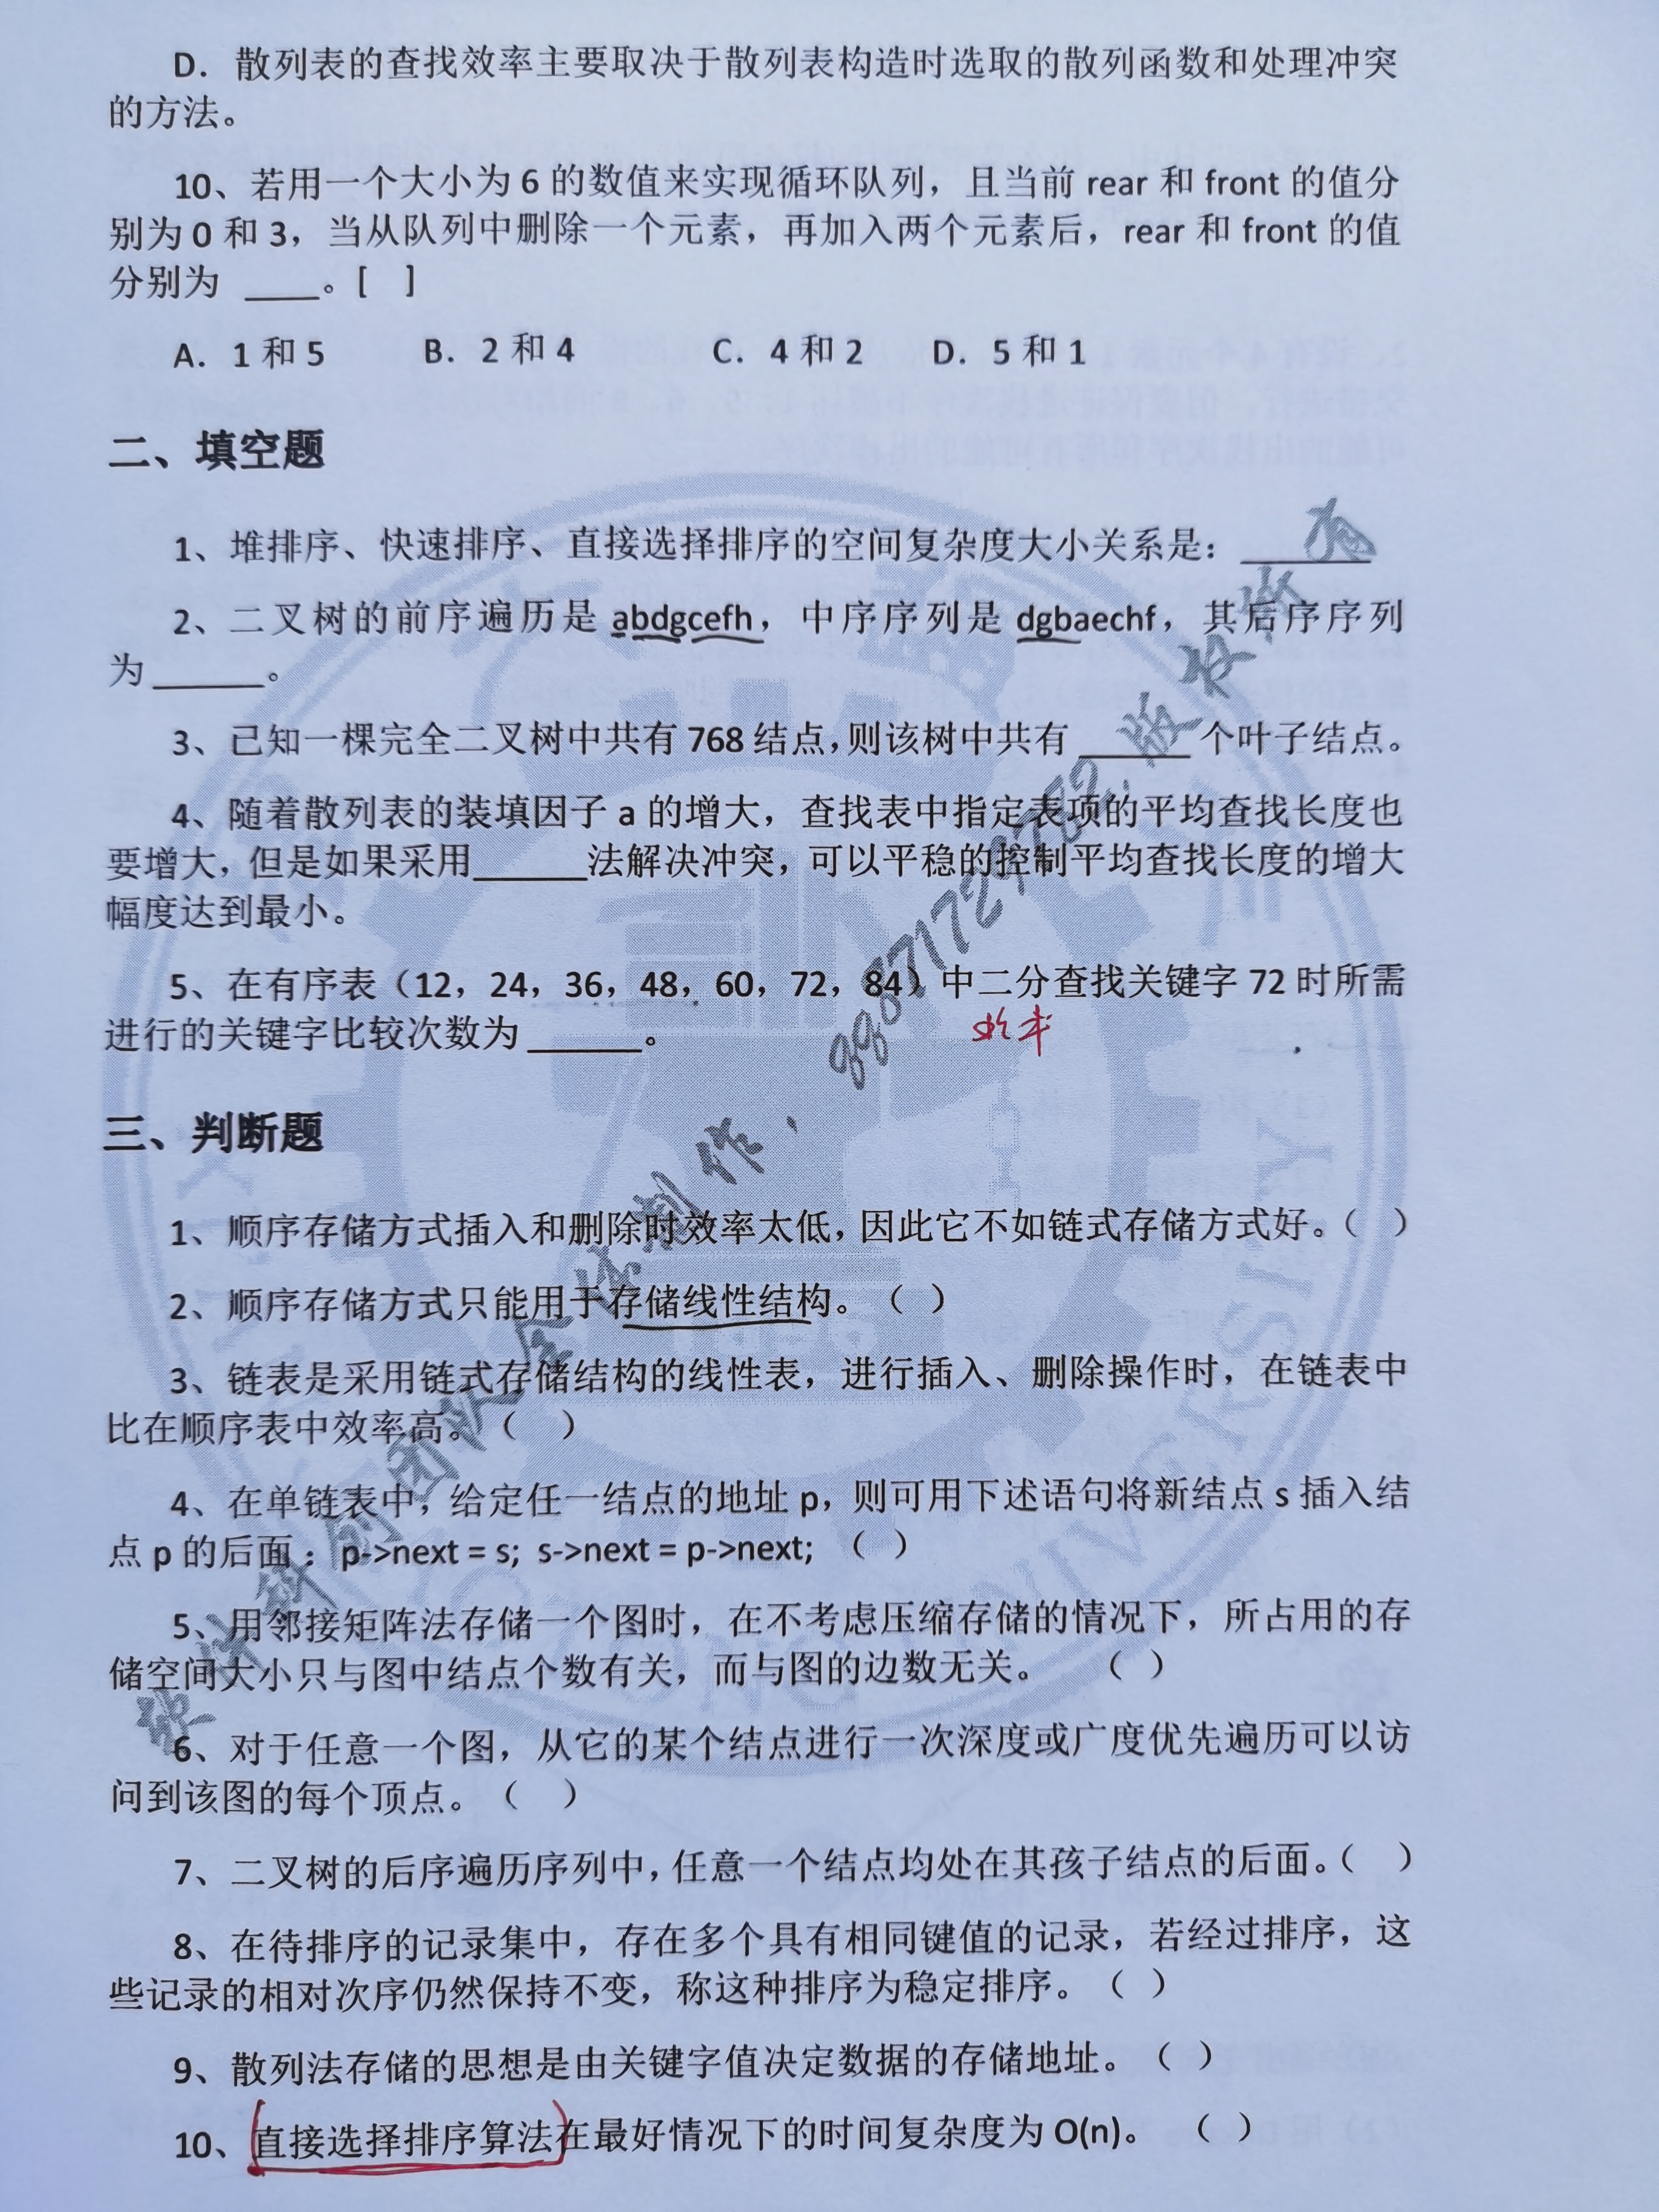 D．散列表的查找效率主要取决于散列表构造时选取的散列函数和处理冲突
的方法。
10、若用一个大小为 6 的数值来实现循环队列，且当前 rear 和 front 的值分
别为 0 和 3，当从队列中删除一个元素，再加入两个元素后，rear 和 front 的值
分别为 ____。[ ]
A．1 和 5 B．2 和 4 C．4 和 2 D．5 和 1
二、填空题
1、堆排序、快速排序、直接选择排序的空间复杂度大小关系是：______
2、二叉树的前序遍历是 abdgcefh，中序序列是 dgbaechf，其后序序列
为______。
3、已知一棵完全二叉树中共有 768 结点,则该树中共有 ______ 个叶子结点。
4、随着散列表的装填因子 a 的增大，查找表中指定表项的平均查找长度也
要增大，但是如果采用______法解决冲突，可以平稳的控制平均查找长度的增大
幅度达到最小。
5、在有序表（12，24，36，48，60，72，84）中二分查找关键字 72 时所需
进行的关键字比较次数为 ______。
三、判断题
1、顺序存储方式插入和删除时效率太低，因此它不如链式存储方式好。（ ）
2、顺序存储方式只能用于存储线性结构。（ ）
3、链表是采用链式存储结构的线性表，进行插入、删除操作时，在链表中
比在顺序表中效率高。（ ）
4、在单链表中，给定任一结点的地址 p，则可用下述语句将新结点 s 插入结
点 p 的后面：p->next = s; s->next = p->next; （ ）
5、用邻接矩阵法存储一个图时，在不考虑压缩存储的情况下，所占用的存
储空间大小只与图中结点个数有关，而与图的边数无关。 （ ）
6、对于任意一个图，从它的某个结点进行一次深度或广度优先遍历可以访
问到该图的每个顶点。（ ）
7、二叉树的后序遍历序列中，任意一个结点均处在其孩子结点的后面。（ ）
8、在待排序的记录集中，存在多个具有相同键值的记录，若经过排序，这
些记录的相对次序仍然保持不变，称这种排序为稳定排序。（ ）
9、散列法存储的思想是由关键字值决定数据的存储地址。（ ）
10、直接选择排序算法在最好情况下的时间复杂度为 O(n)。 （ ）